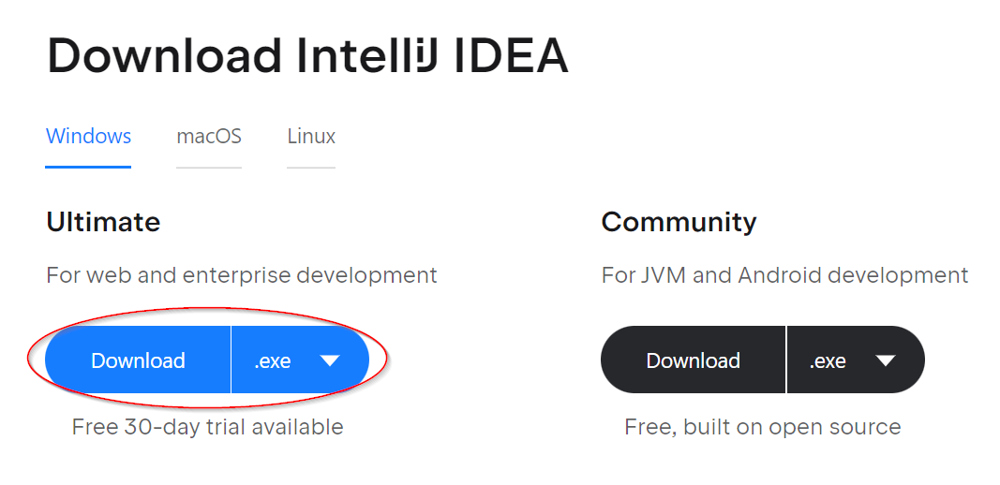 Download IntelliJ IDEA
Windows macOS Linux
Ultimate
For web and enterprise development
Download .exe
Free 30-day trial available
Community
For JVM and Android development
Download .exe
Free, built on open source